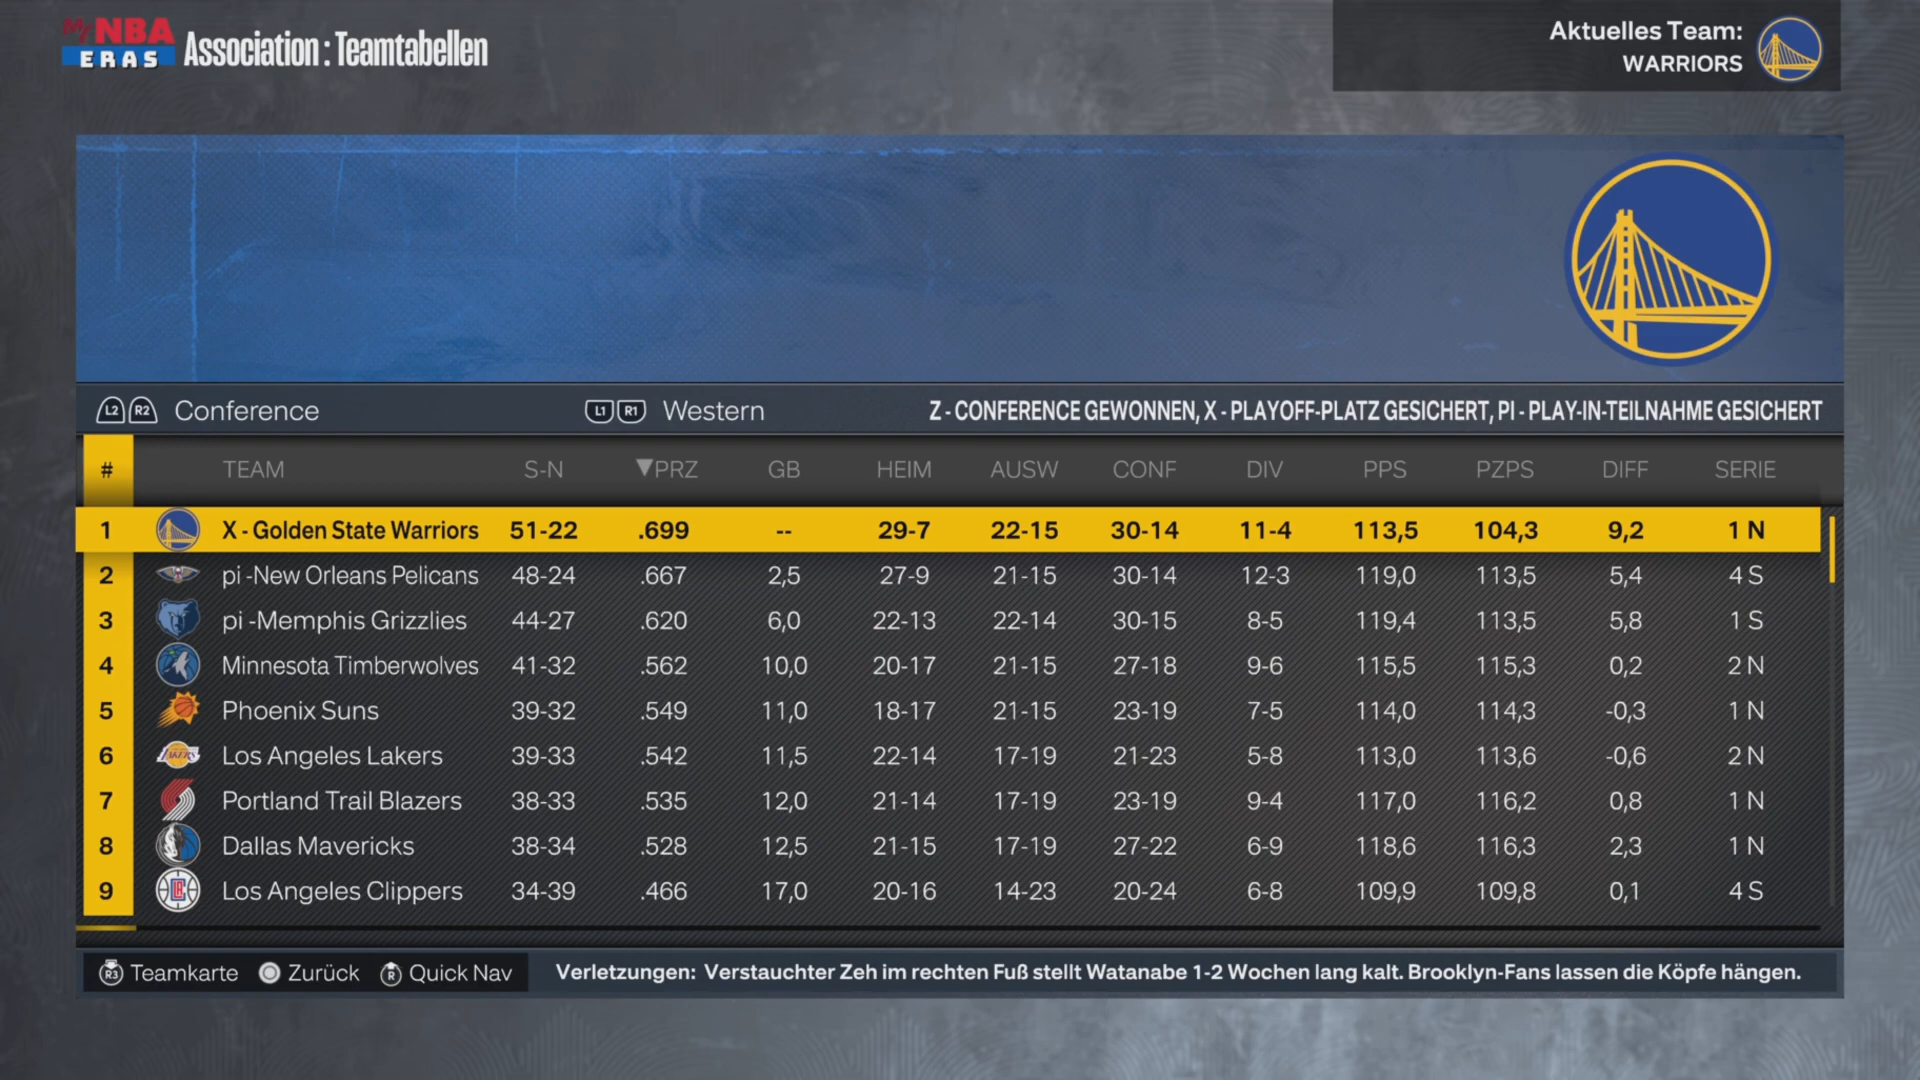 My NBA ERAS Association : Teamtabellen
Aktuelles Team:
WARRIORS
L2 R2 Conference L1 R1 Western Z - CONFERENCE GEWONNEN, X - PLAYOFF-PLATZ GESICHERT, PI - PLAY-IN-TEILNAHME GESICHERT
# TEAM S-N ▼PRZ GB HEIM AUSW CONF DIV PPS PZPS DIFF SERIE
1 X - Golden State Warriors 51-22 .699 -- 29-7 22-15 30-14 11-4 113,5 104,3 9,2 1 N
2 pi -New Orleans Pelicans 48-24 .667 2,5 27-9 21-15 30-14 12-3 119,0 113,5 5,4 4 S
3 pi -Memphis Grizzlies 44-27 .620 6,0 22-13 22-14 30-15 8-5 119,4 113,5 5,8 1 S
4 Minnesota Timberwolves 41-32 .562 10,0 20-17 21-15 27-18 9-6 115,5 115,3 0,2 2 N
5 Phoenix Suns 39-32 .549 11,0 18-17 21-15 23-19 7-5 114,0 114,3 -0,3 1 N
6 Los Angeles Lakers 39-33 .542 11,5 22-14 17-19 21-23 5-8 113,0 113,6 -0,6 2 N
7 Portland Trail Blazers 38-33 .535 12,0 21-14 17-19 23-19 9-4 117,0 116,2 0,8 1 N
8 Dallas Mavericks 38-34 .528 12,5 21-15 17-19 27-22 6-9 118,6 116,3 2,3 1 N
9 Los Angeles Clippers 34-39 .466 17,0 20-16 14-23 20-24 6-8 109,9 109,8 0,1 4 S
R3 Teamkarte Zurück R Quick Nav Verletzungen: Verstauchter Zeh im rechten Fuß stellt Watanabe 1-2 Wochen lang kalt. Brooklyn-Fans lassen die Köpfe hängen.